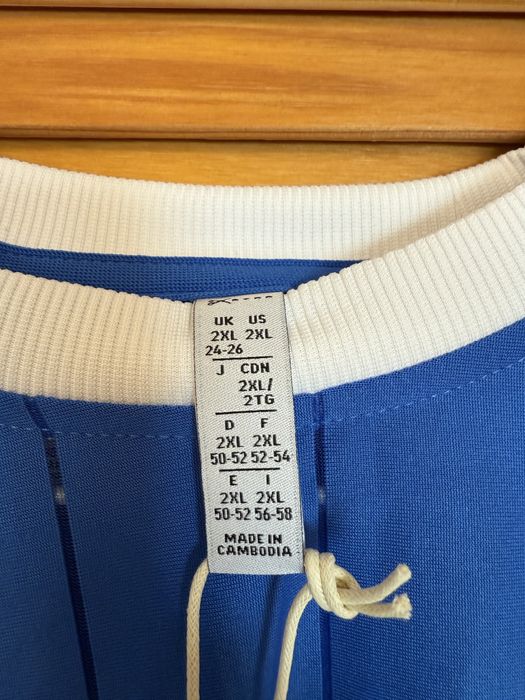 UK US
2XL 2XL
24-26
J CDN
2XL/
2TG
D F
2XL 2XL
50-52 52-54
E I
2XL 2XL
50-52 56-58
MADE IN
CAMBODIA